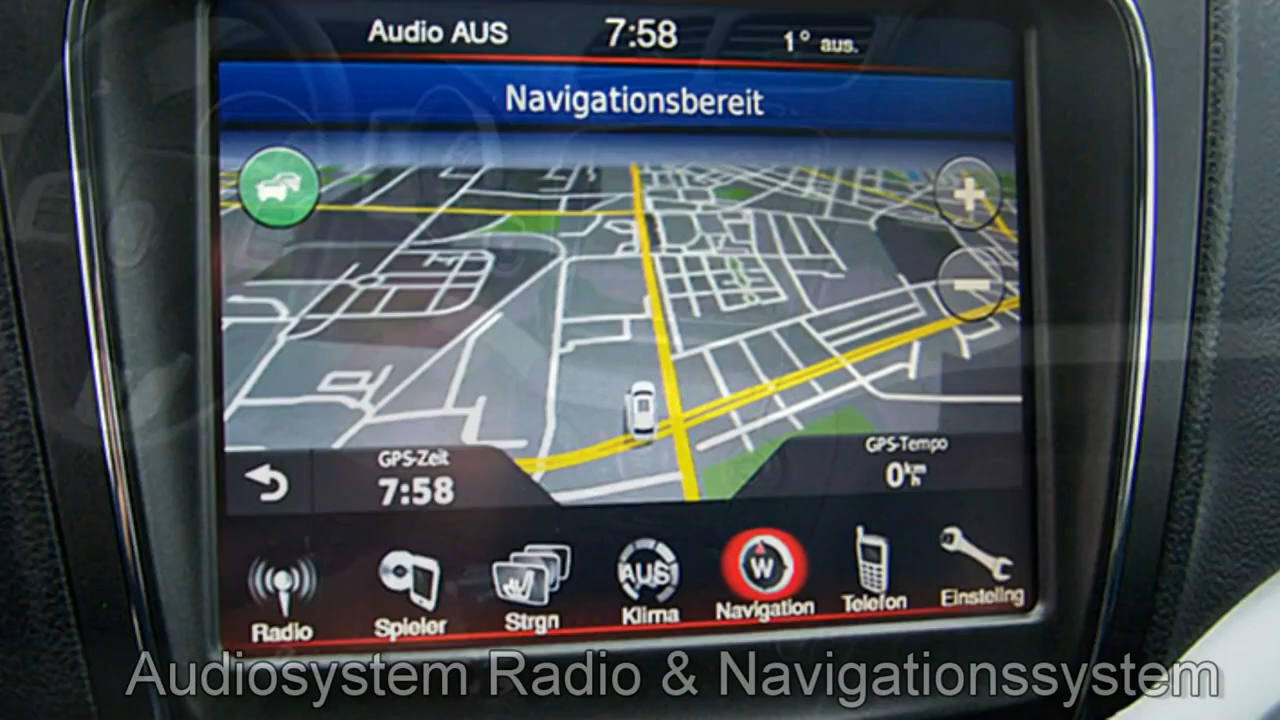 Audio AUS 7:58 1° aus.
Navigationsbereit
GPS-Zeit
7:58
GPS-Tempo
0 km/h
AUS
W
Radio Spieler Strgn Klima Navigation Telefon Einstellng
Audiosystem Radio & Navigationssystem